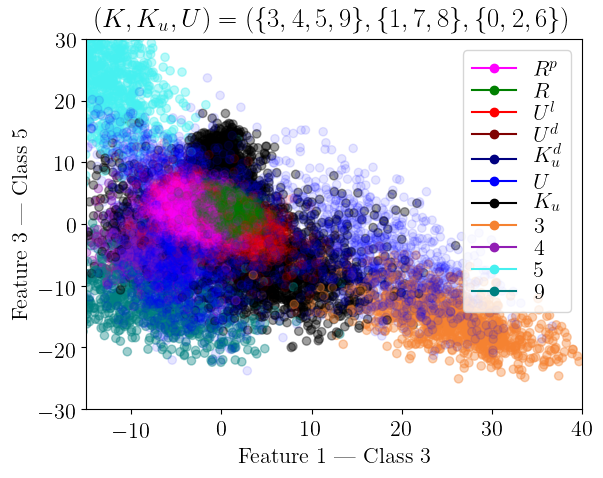 (K, K_u, U) = ({3, 4, 5, 9}, {1, 7, 8}, {0, 2, 6})
30
20
10
0
−10
−20
−30
Feature 3 — Class 5
R^p
R
U^l
U^d
K_u^d
U
K_u
3
4
5
9
−10
0
10
20
30
40
Feature 1 — Class 3